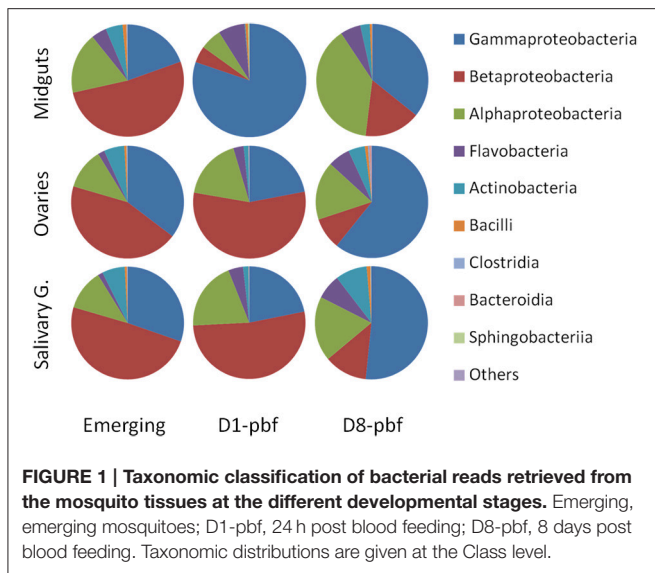 Midguts
Ovaries
Salivary G.
Emerging
D1-pbf
D8-pbf
Gammaproteobacteria
Betaproteobacteria
Alphaproteobacteria
Flavobacteria
Actinobacteria
Bacilli
Clostridia
Bacteroidia
Sphingobacteriia
Others
FIGURE 1 | Taxonomic classification of bacterial reads retrieved from
the mosquito tissues at the different developmental stages. Emerging,
emerging mosquitoes; D1-pbf, 24 h post blood feeding; D8-pbf, 8 days post
blood feeding. Taxonomic distributions are given at the Class level.